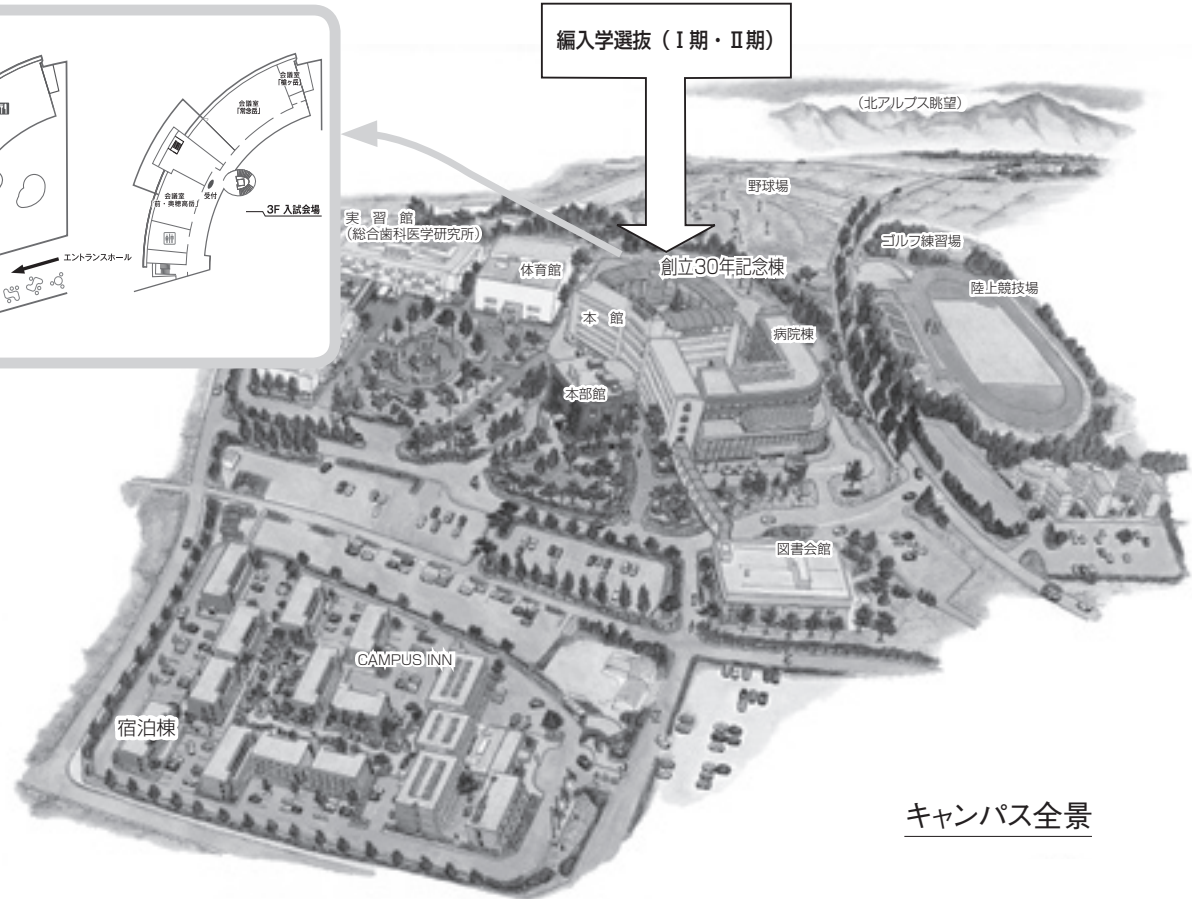 編入学選抜（Ⅰ期・Ⅱ期）
（北アルプス眺望）
会議室
「槍ヶ岳」
会議室
「常念岳」
会議室
受付
3F 入試会場
エントランスホール
実習館
（総合歯科医学研究所）
体育館
野球場
ゴルフ練習場
陸上競技場
創立30年記念棟
本館
病院棟
本部館
図書会館
CAMPUS INN
宿泊棟
キャンパス全景